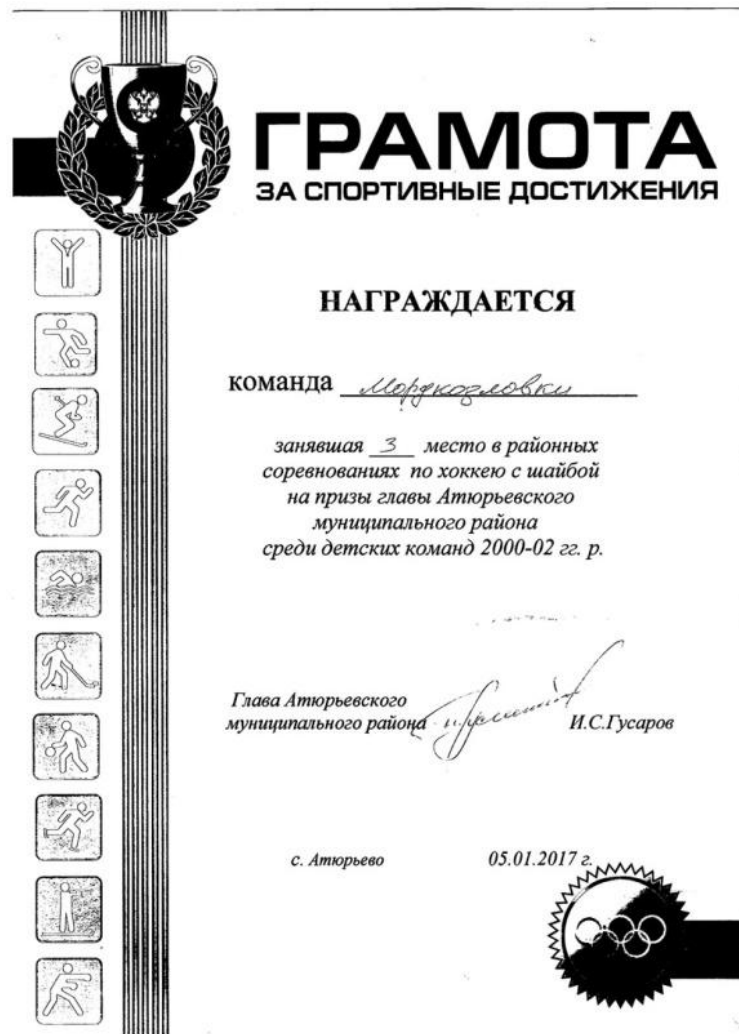 ГРАМОТА
ЗА СПОРТИВНЫЕ ДОСТИЖЕНИЯ
НАГРАЖДАЕТСЯ
команда Мордкозловки
занявшая 3 место в районных
соревнованиях по хоккею с шайбой
на призы главы Атюрьевского
муниципального района
среди детских команд 2000-02 гг. р.
Глава Атюрьевского
муниципального района И.С.Гусаров
с. Атюрьево 05.01.2017 г.